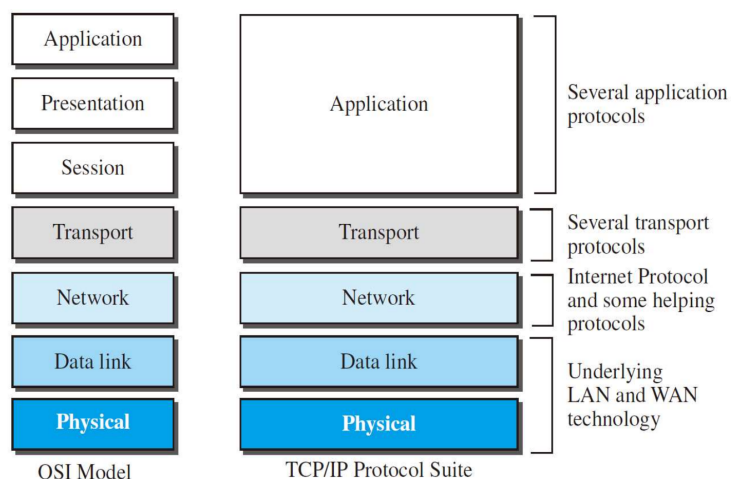 Application
Presentation
Session
Transport
Network
Data link
Physical
OSI Model
Application
Transport
Network
Data link
Physical
TCP/IP Protocol Suite
Several application
protocols
Several transport
protocols
Internet Protocol
and some helping
protocols
Underlying
LAN and WAN
technology